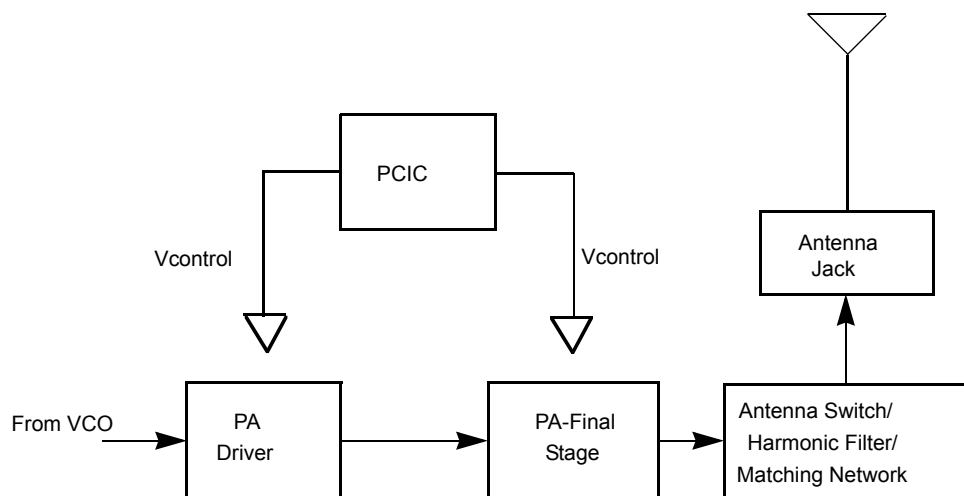 PCIC
Antenna
Jack
Vcontrol
Vcontrol
From VCO
PA
Driver
PA-Final
Stage
Antenna Switch/
Harmonic Filter/
Matching Network